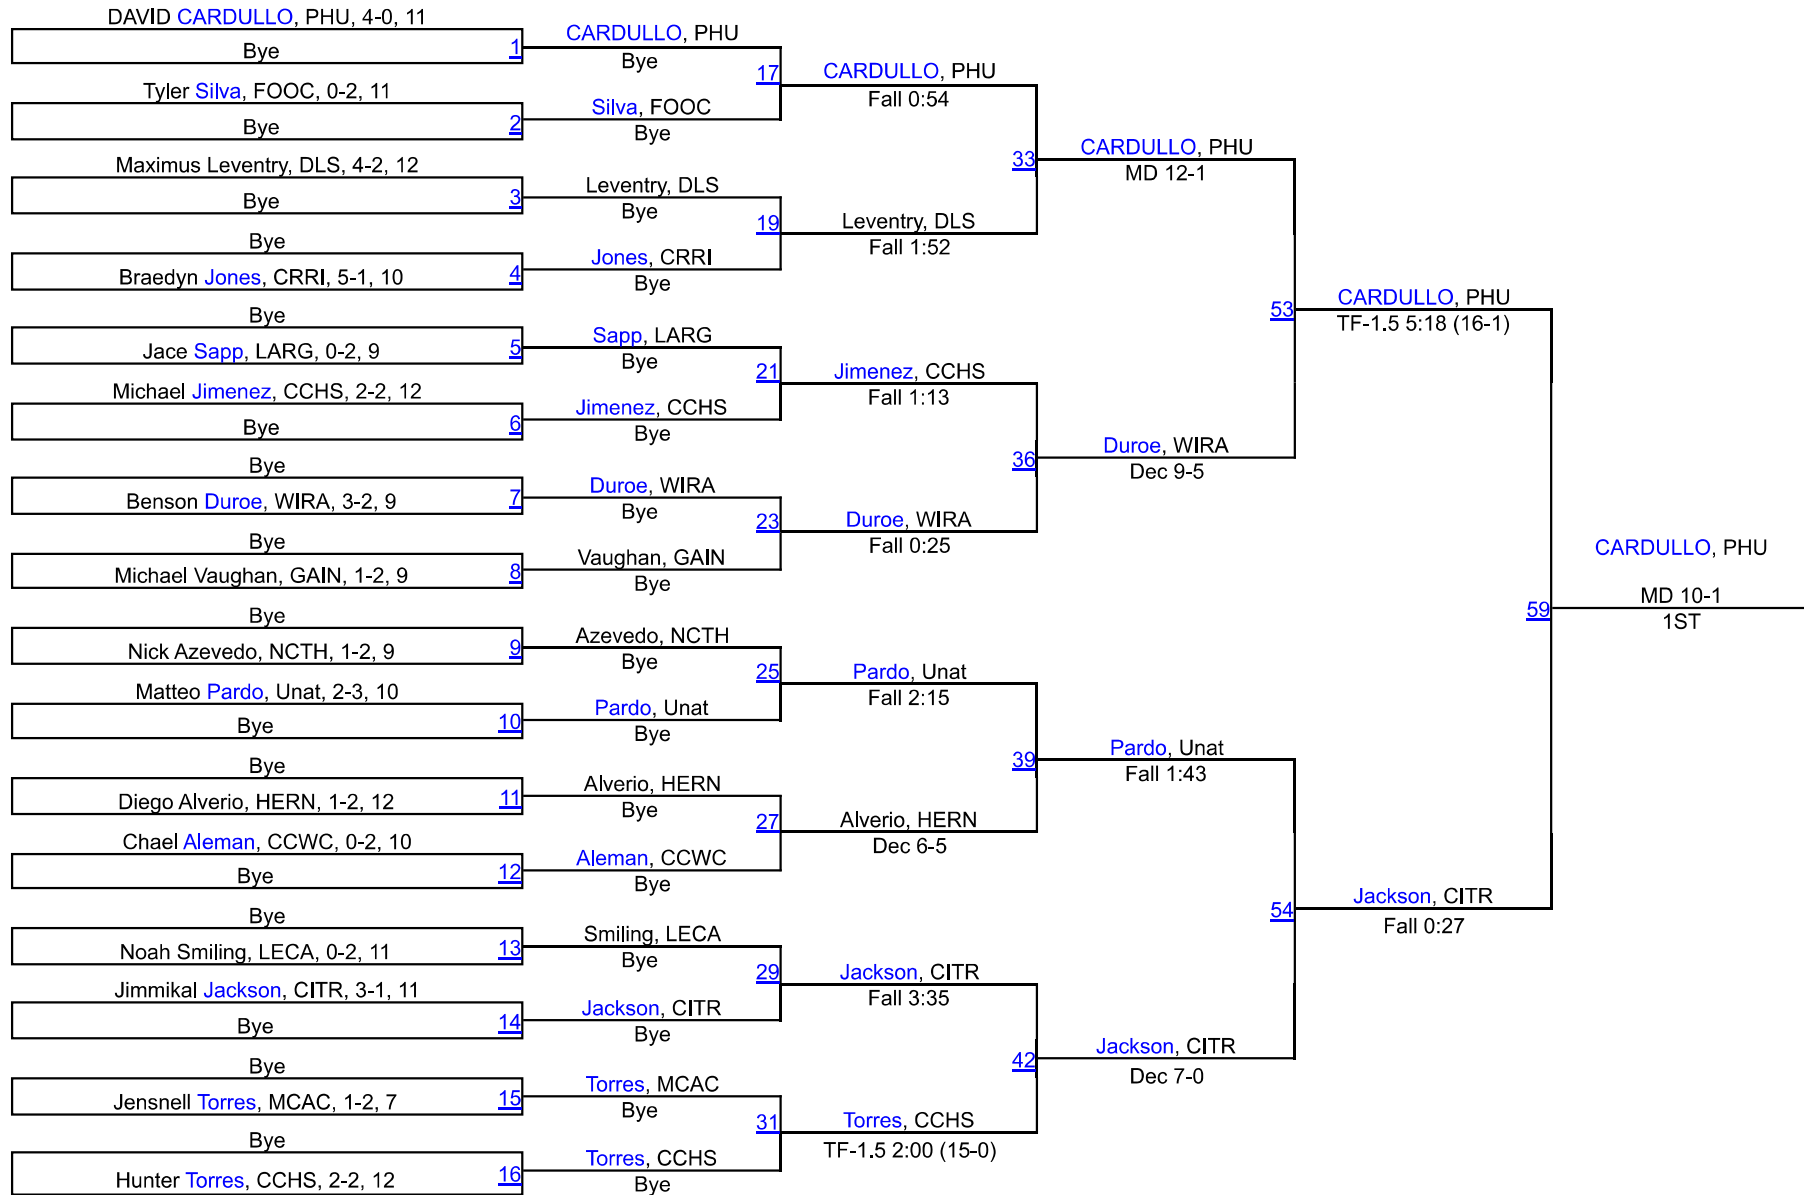 DAVID CARDULLO, PHU, 4-0, 11
Bye
1
Tyler Silva, FOOC, 0-2, 11
Bye
2
Maximus Leventry, DLS, 4-2, 12
Bye
3
Bye
Braedyn Jones, CRRI, 5-1, 10
4
Bye
Jace Sapp, LARG, 0-2, 9
5
Michael Jimenez, CCHS, 2-2, 12
Bye
6
Bye
Benson Duroe, WIRA, 3-2, 9
7
Bye
Michael Vaughan, GAIN, 1-2, 9
8
Bye
Nick Azevedo, NCTH, 1-2, 9
9
Matteo Pardo, Unat, 2-3, 10
Bye
10
Bye
Diego Alverio, HERN, 1-2, 12
11
Chael Aleman, CCWC, 0-2, 10
Bye
12
Bye
Noah Smiling, LECA, 0-2, 11
13
Jimmikal Jackson, CITR, 3-1, 11
Bye
14
Bye
Jensnell Torres, MCAC, 1-2, 7
15
Bye
Hunter Torres, CCHS, 2-2, 12
16
CARDULLO, PHU
Bye
17
Silva, FOOC
Bye
Leventry, DLS
Bye
19
Jones, CRRI
Bye
Sapp, LARG
Bye
21
Jimenez, CCHS
Bye
Duroe, WIRA
Bye
23
Vaughan, GAIN
Bye
Azevedo, NCTH
Bye
25
Pardo, Unat
Bye
Alverio, HERN
Bye
27
Aleman, CCWC
Bye
Smiling, LECA
Bye
29
Jackson, CITR
Bye
Torres, MCAC
Bye
31
Torres, CCHS
Bye
CARDULLO, PHU
Fall 0:54
33
Leventry, DLS
Fall 1:52
Jimenez, CCHS
Fall 1:13
36
Duroe, WIRA
Fall 0:25
Pardo, Unat
Fall 2:15
39
Alverio, HERN
Dec 6-5
Jackson, CITR
Fall 3:35
42
Torres, CCHS
TF-1.5 2:00 (15-0)
CARDULLO, PHU
MD 12-1
53
Duroe, WIRA
Dec 9-5
Pardo, Unat
Fall 1:43
54
Jackson, CITR
Dec 7-0
CARDULLO, PHU
TF-1.5 5:18 (16-1)
59
Jackson, CITR
Fall 0:27
CARDULLO, PHU
MD 10-1
1ST